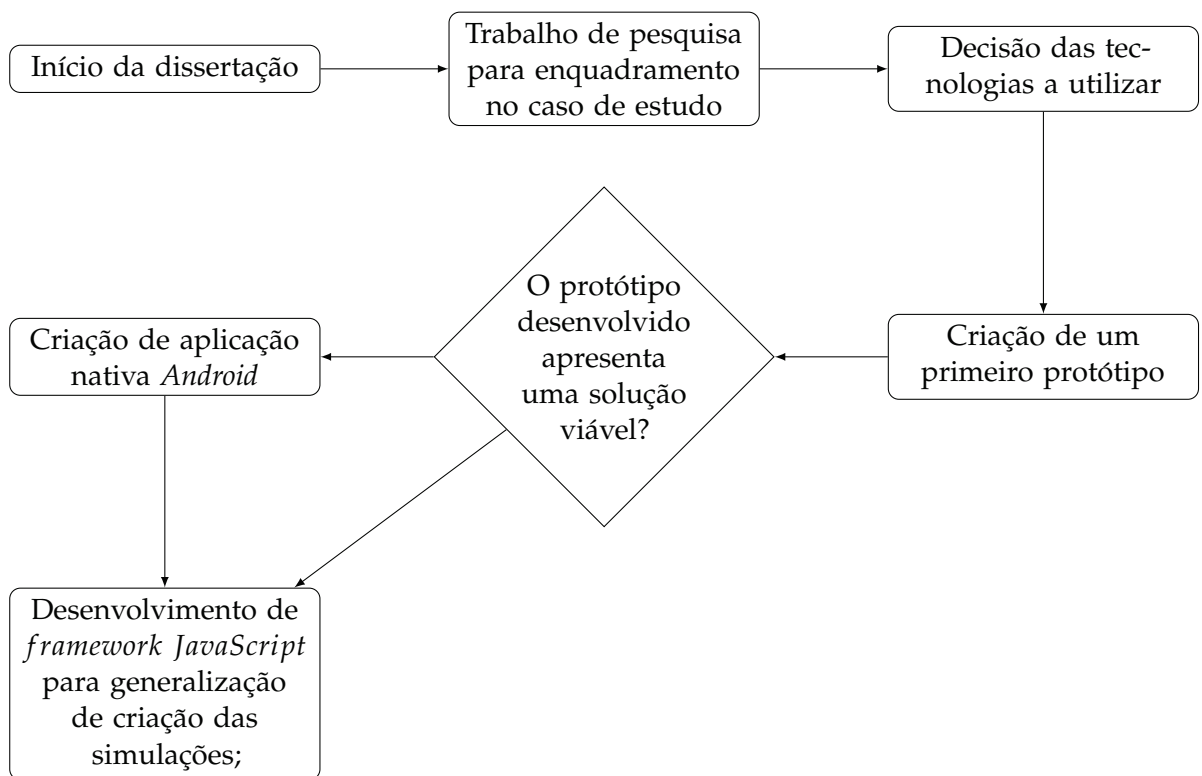 Início da dissertação
Trabalho de pesquisa
para enquadramento
no caso de estudo
Decisão das tec-
nologias a utilizar
Criação de um
primeiro protótipo
O protótipo
desenvolvido
apresenta
uma solução
viável?
Criação de aplicação
nativa Android
Desenvolvimento de
framework JavaScript
para generalização
de criação das
simulações;